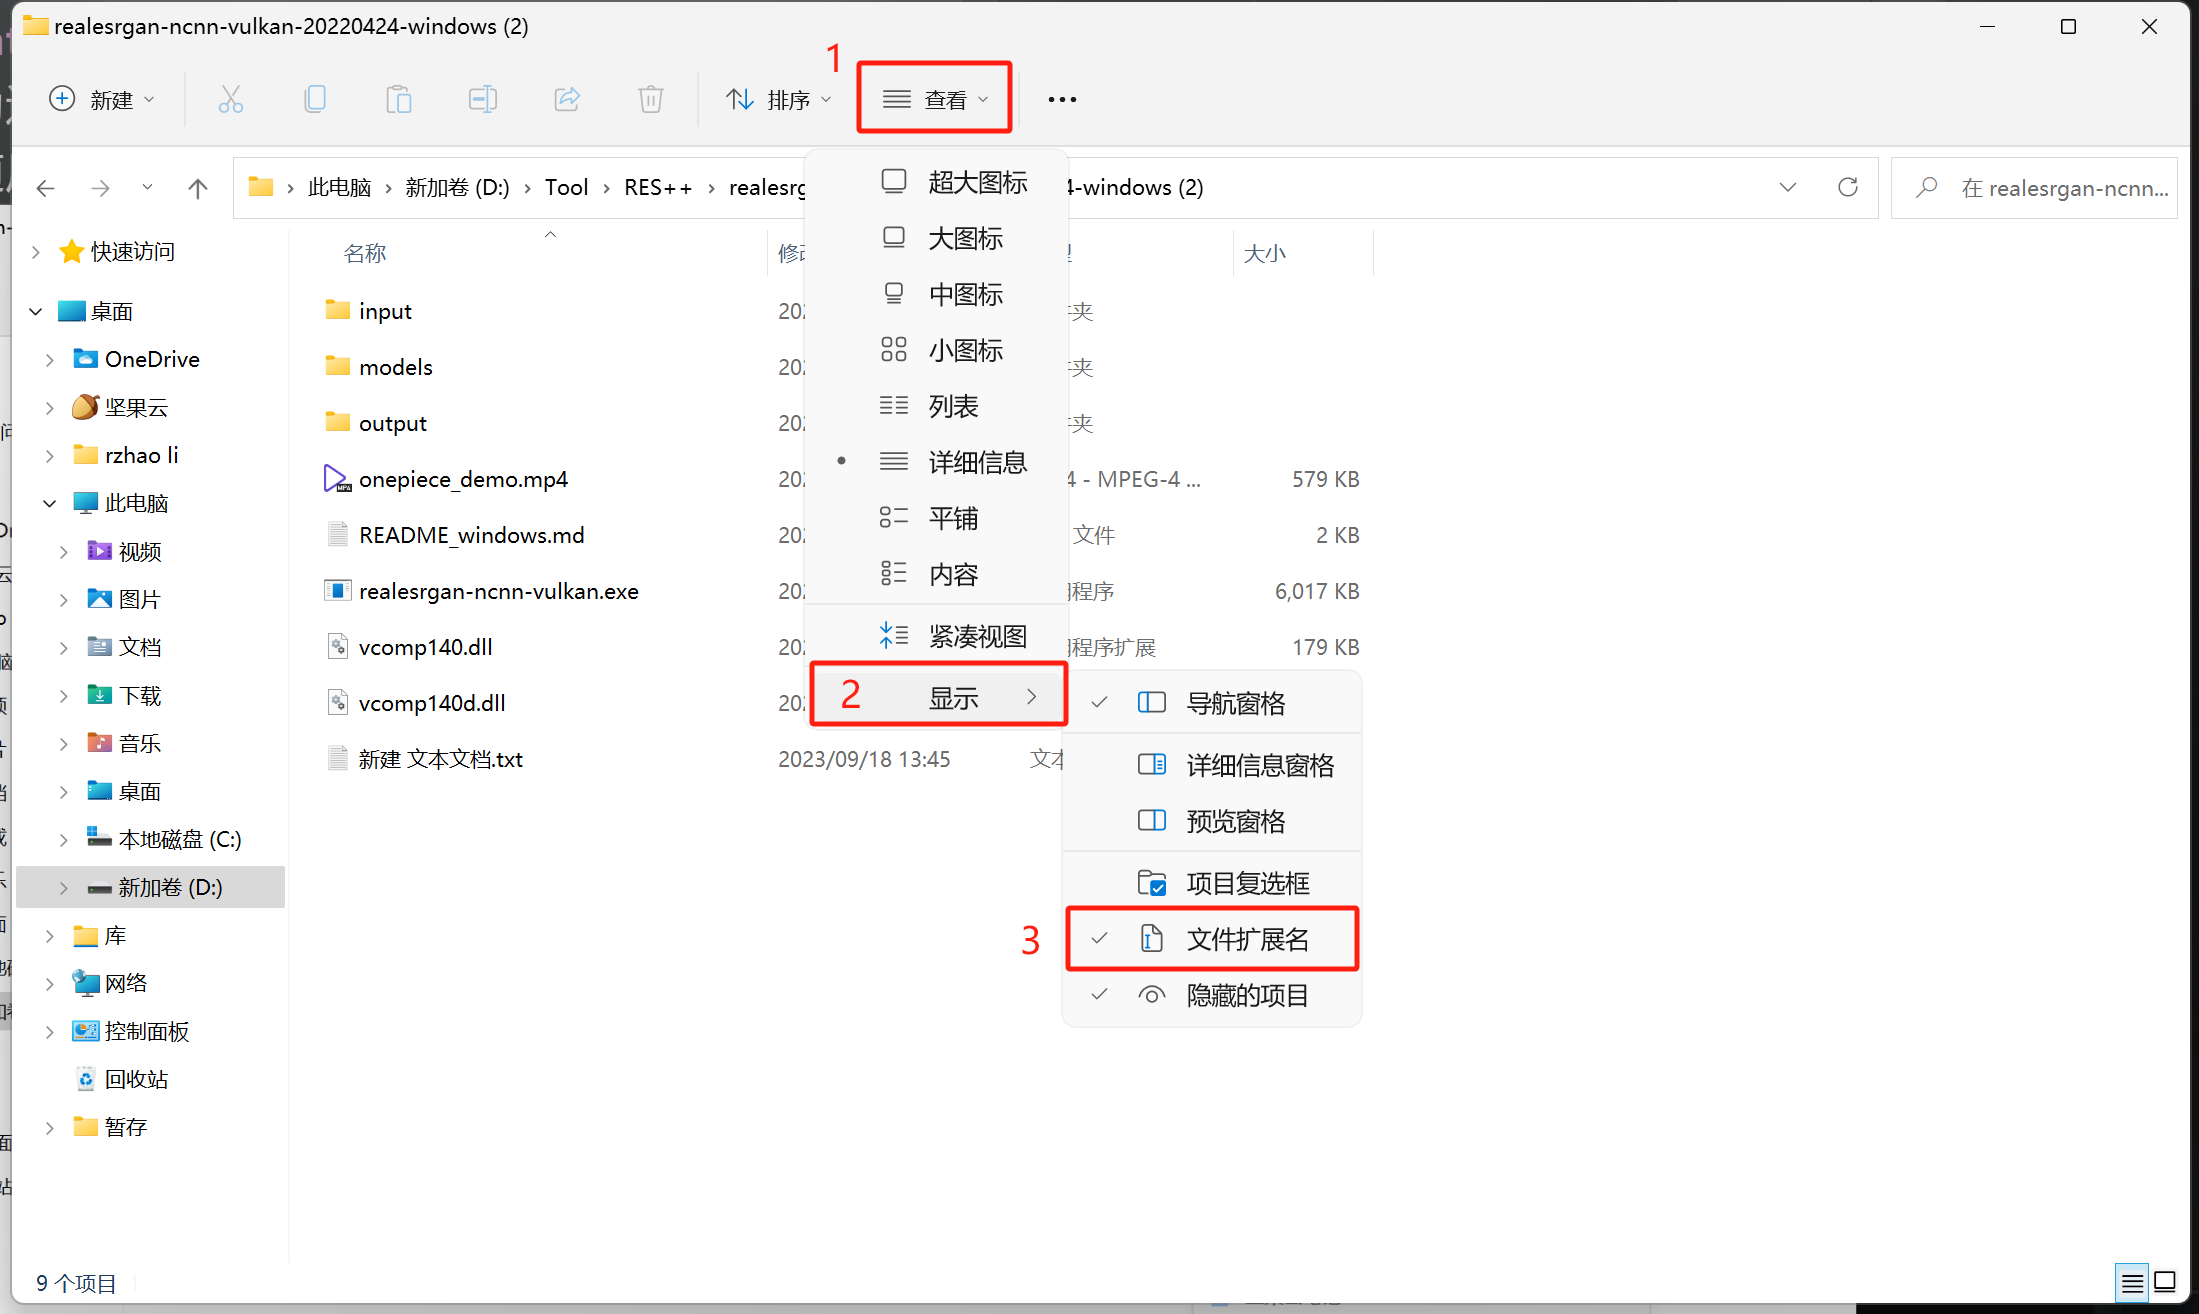 realesrgan-ncnn-vulkan-20220424-windows (2)
1
新建
排序
查看
此电脑 新加卷 (D:) Tool RES++ realesrg
4-windows (2)
在 realesrgan-ncnn...
名称
修改
大小
快速访问
桌面
OneDrive
坚果云
rzhao li
此电脑
视频
图片
文档
下载
音乐
桌面
本地磁盘 (C:)
新加卷 (D:)
库
网络
控制面板
回收站
暂存
input 202 夹
models 202 夹
output 202 夹
onepiece_demo.mp4 202 4 - MPEG-4 ... 579 KB
README_windows.md 202 文件 2 KB
realesrgan-ncnn-vulkan.exe 202 程序 6,017 KB
vcomp140.dll 202 程序扩展 179 KB
vcomp140d.dll 202
新建 文本文档.txt 2023/09/18 13:45 文本
超大图标
大图标
中图标
小图标
列表
详细信息
平铺
内容
紧凑视图
2 显示
导航窗格
详细信息窗格
预览窗格
项目复选框
3 文件扩展名
隐藏的项目
9 个项目